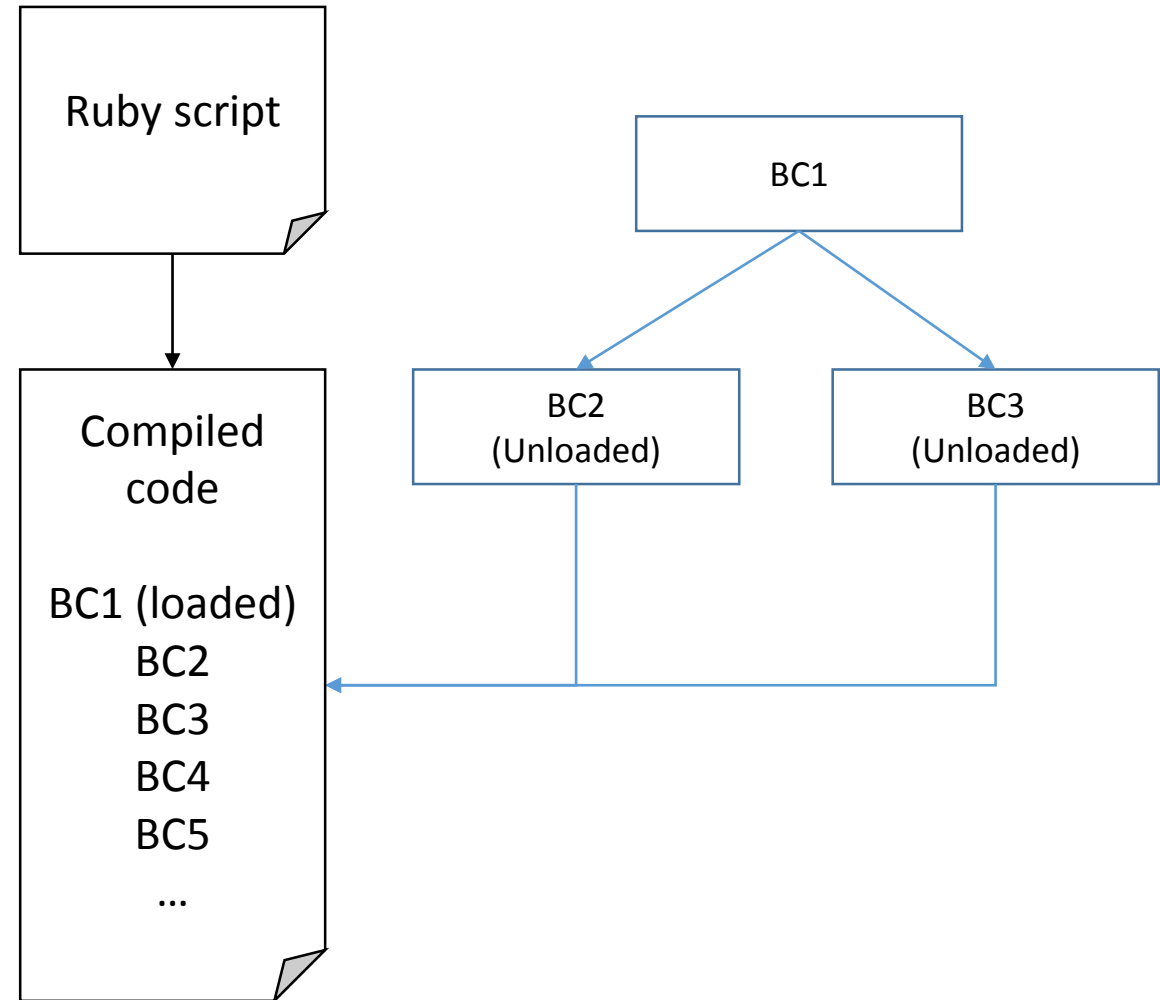 Ruby script
BC1
BC2
(Unloaded)
BC3
(Unloaded)
Compiled
code
BC1 (loaded)
BC2
BC3
BC4
BC5
…